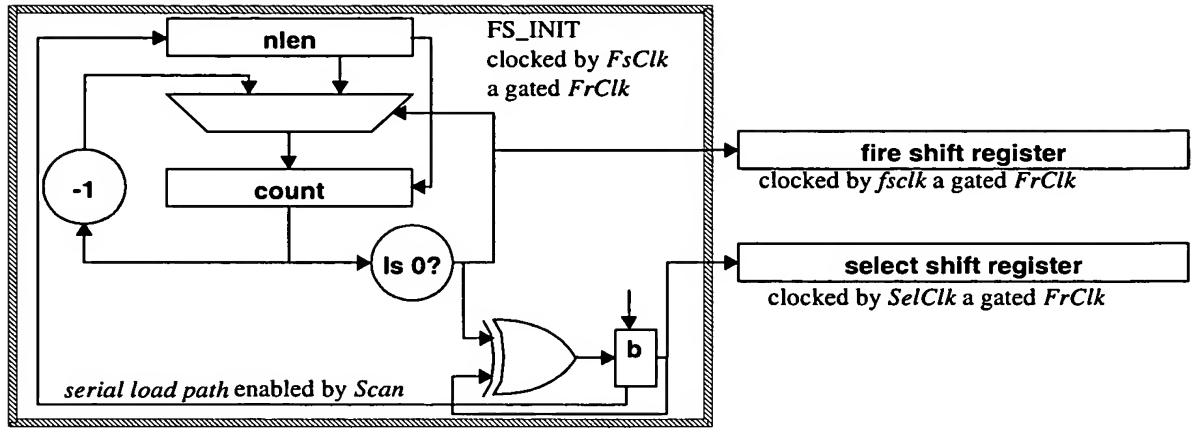 nlen
FS_INIT
clocked by FsClk
a gated FrClk
-1
count
fire shift register
clocked by fsclk a gated FrClk
Is 0?
select shift register
clocked by SelClk a gated FrClk
b
serial load path enabled by Scan